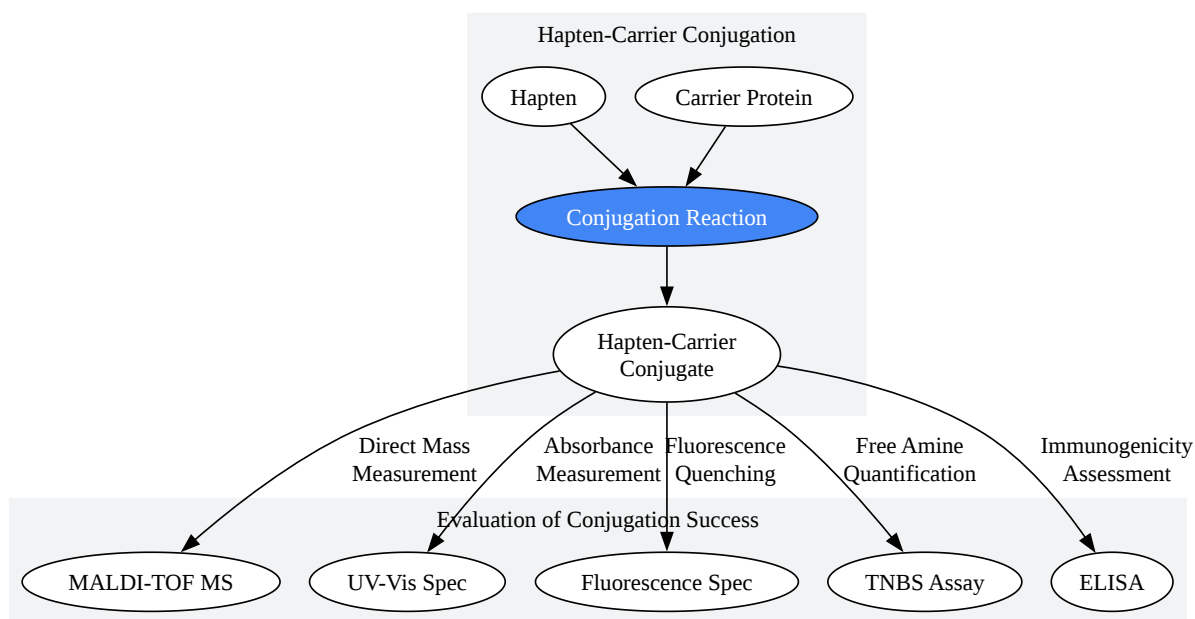 Hapten-Carrier Conjugation
Hapten
Carrier Protein
Conjugation Reaction
Hapten-Carrier
Conjugate
Direct Mass
Measurement
Absorbance
Measurement
Fluorescence
Quenching
Free Amine
Quantification
Immunogenicity
Assessment
Evaluation of Conjugation Success
MALDI-TOF MS
UV-Vis Spec
Fluorescence Spec
TNBS Assay
ELISA